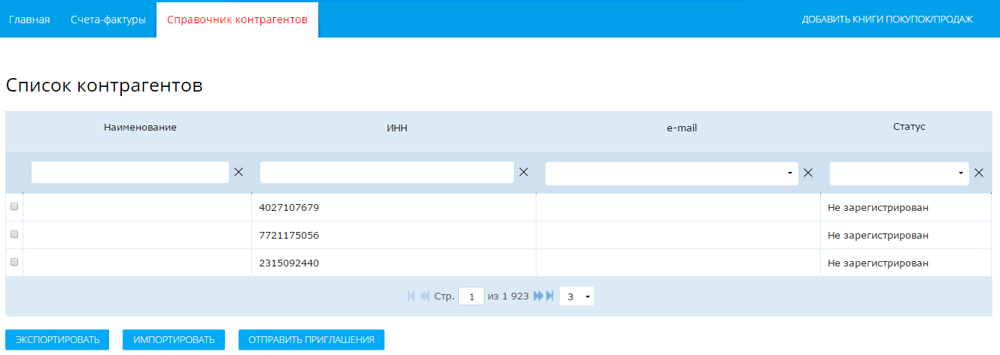 Главная Счета-фактуры Справочник контрагентов ДОБАВИТЬ КНИГИ ПОКУПОК/ПРОДАЖ
Список контрагентов
Наименование ИНН e-mail Статус
4027107679 Не зарегистрирован
7721175056 Не зарегистрирован
2315092440 Не зарегистрирован
Стр. 1 из 1 923 3
ЭКСПОРТИРОВАТЬ ИМПОРТИРОВАТЬ ОТПРАВИТЬ ПРИГЛАШЕНИЯ